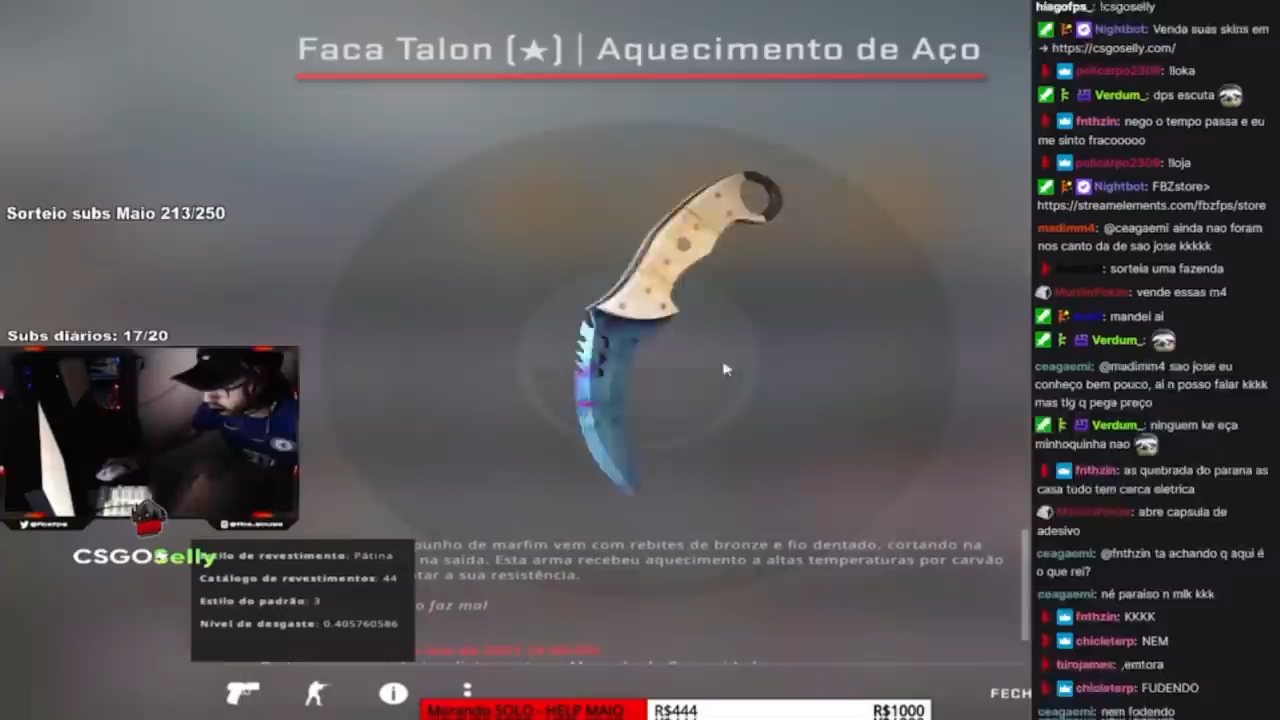 Faca Talon (★) | Aquecimento de Aço
Sorteio subs Maio 213/250
Subs diários: 17/20
CSGOSelly
de revestimento: Pátina
Catálogo de revestimentos: 44
Estilo do padrão: 3
Nível de desgaste: 0.405760586
punho de marfim vem com rebites de bronze e fio dentado, cortando na
na saída. Esta arma recebeu aquecimento a altas temperaturas por carvão
tar a sua resistência.
o faz mal
FECH
Morando SOLO - HELP MAIO
R$444
R$1000
hiagofps_: !csgoselly
Nightbot: Venda suas skins em
→ https://csgoselly.com/
policarpo2309: !loka
Verdum_: dps escuta
fnthzin: nego o tempo passa e eu
me sinto fracooooo
policarpo2309: !loja
Nightbot: FBZstore>
https://streamelements.com/fbzfps/store
madimm4: @ceagaemi ainda nao foram
nos canto da de sao jose kkkkk
: sorteia uma fazenda
: vende essas m4
: mandei ai
Verdum_:
ceagaemi: @madimm4 sao jose eu
conheço bem pouco, ai n posso falar kkkk
mas tlg q pega preço
Verdum_: ninguem ke eça
minhoquinha nao
fnthzin: as quebrada do parana as
casa tudo tem cerca eletrica
: abre capsula de
adesivo
ceagaemi: @fnthzin ta achando q aqui é
o que rei?
ceagaemi: né paraiso n mlk kkk
fnthzin: KKKK
chicleterp: NEM
hirojames: ,emtora
chicleterp: FUDENDO
ceagaemi: nem fodendo